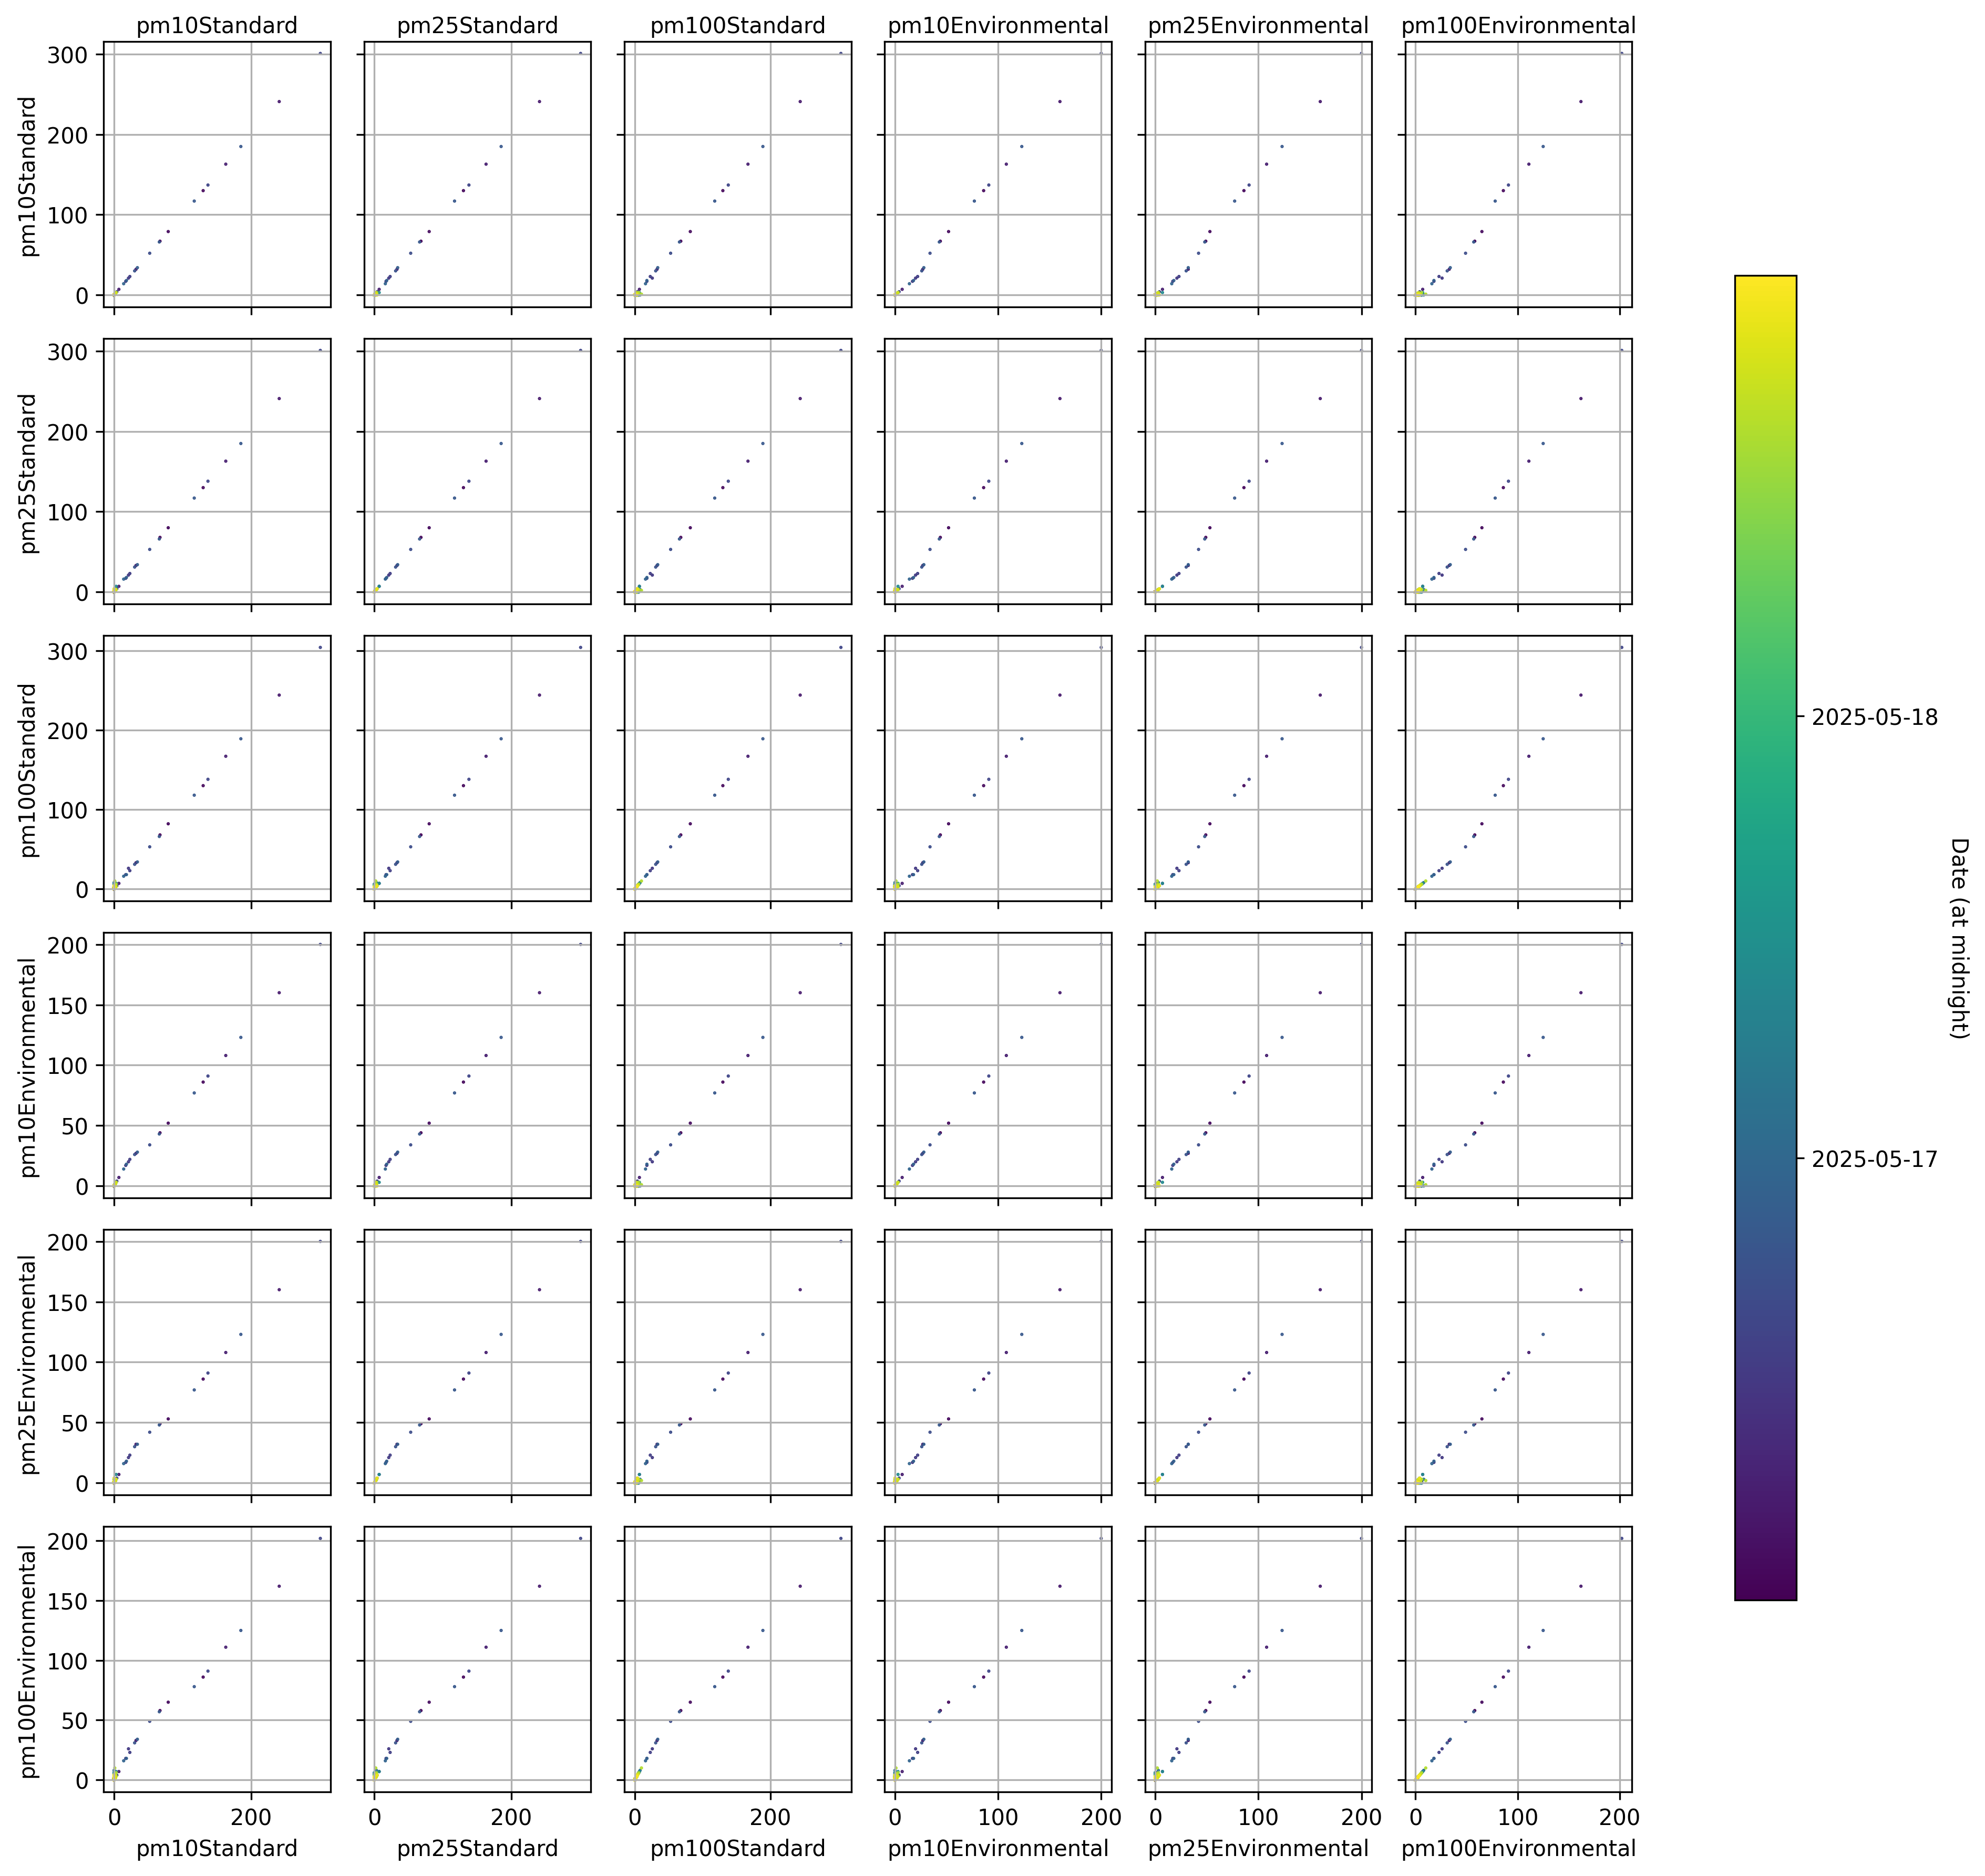 pm10Standard pm25Standard pm100Standard pm10Environmental pm25Environmental pm100Environmental
pm10Standard
300
200
100
0
pm25Standard
300
200
100
0
pm100Standard
300
200
100
0
pm10Environmental
200
150
100
50
0
pm25Environmental
200
150
100
50
0
pm100Environmental
200
150
100
50
0
0 200 0 200 0 200 0 100 200 0 100 200 0 100 200
pm10Standard pm25Standard pm100Standard pm10Environmental pm25Environmental pm100Environmental
2025-05-18
2025-05-17
Date (at midnight)